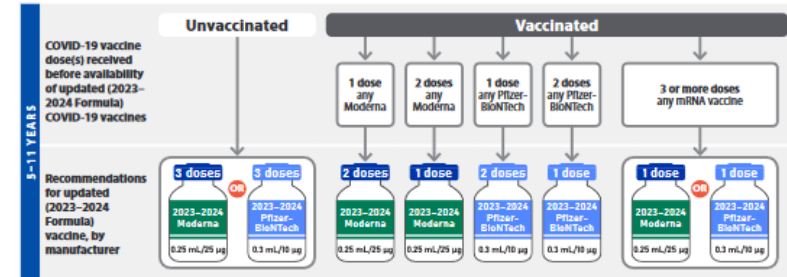 Unvaccinated
Vaccinated
5–11 YEARS
COVID-19 vaccine
dose(s) received
before availability
of updated (2023–
2024 Formula)
COVID-19 vaccines
1 dose
any
Moderna
2 doses
any
Moderna
1 dose
any Pfizer-
BioNTech
2 doses
any Pfizer-
BioNTech
3 or more doses
any mRNA vaccine
Recommendations
for updated
(2023–2024
Formula)
vaccine, by
manufacturer
3 doses
2023–2024
Moderna
0.25 mL/25 µg
OR
3 doses
2023–2024
Pfizer-
BioNTech
0.3 mL/10 µg
2 doses
2023–2024
Moderna
0.25 mL/25 µg
1 dose
2023–2024
Moderna
0.25 mL/25 µg
2 doses
2023–2024
Pfizer-
BioNTech
0.3 mL/10 µg
1 dose
2023–2024
Pfizer-
BioNTech
0.3 mL/10 µg
1 dose
2023–2024
Moderna
0.25 mL/25 µg
OR
1 dose
2023–2024
Pfizer-
BioNTech
0.3 mL/10 µg